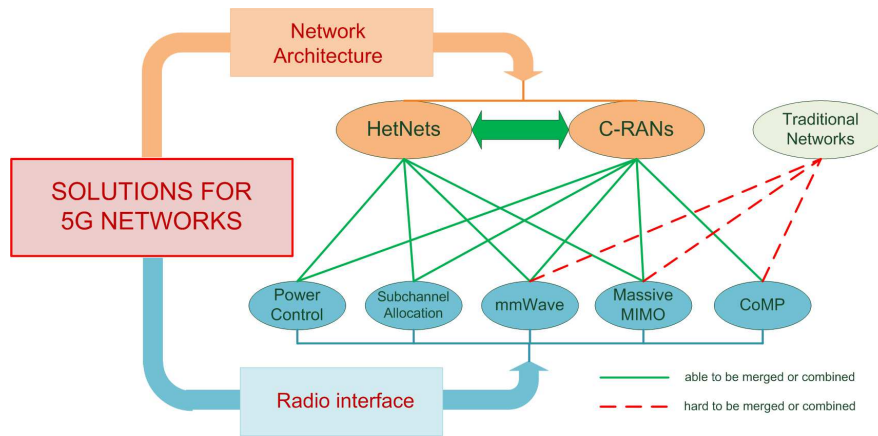 Network
Architecture
HetNets
C-RANs
Traditional
Networks
SOLUTIONS FOR
5G NETWORKS
Power
Control
Subchannel
Allocation
mmWave
Massive
MIMO
CoMP
Radio interface
able to be merged or combined
hard to be merged or combined